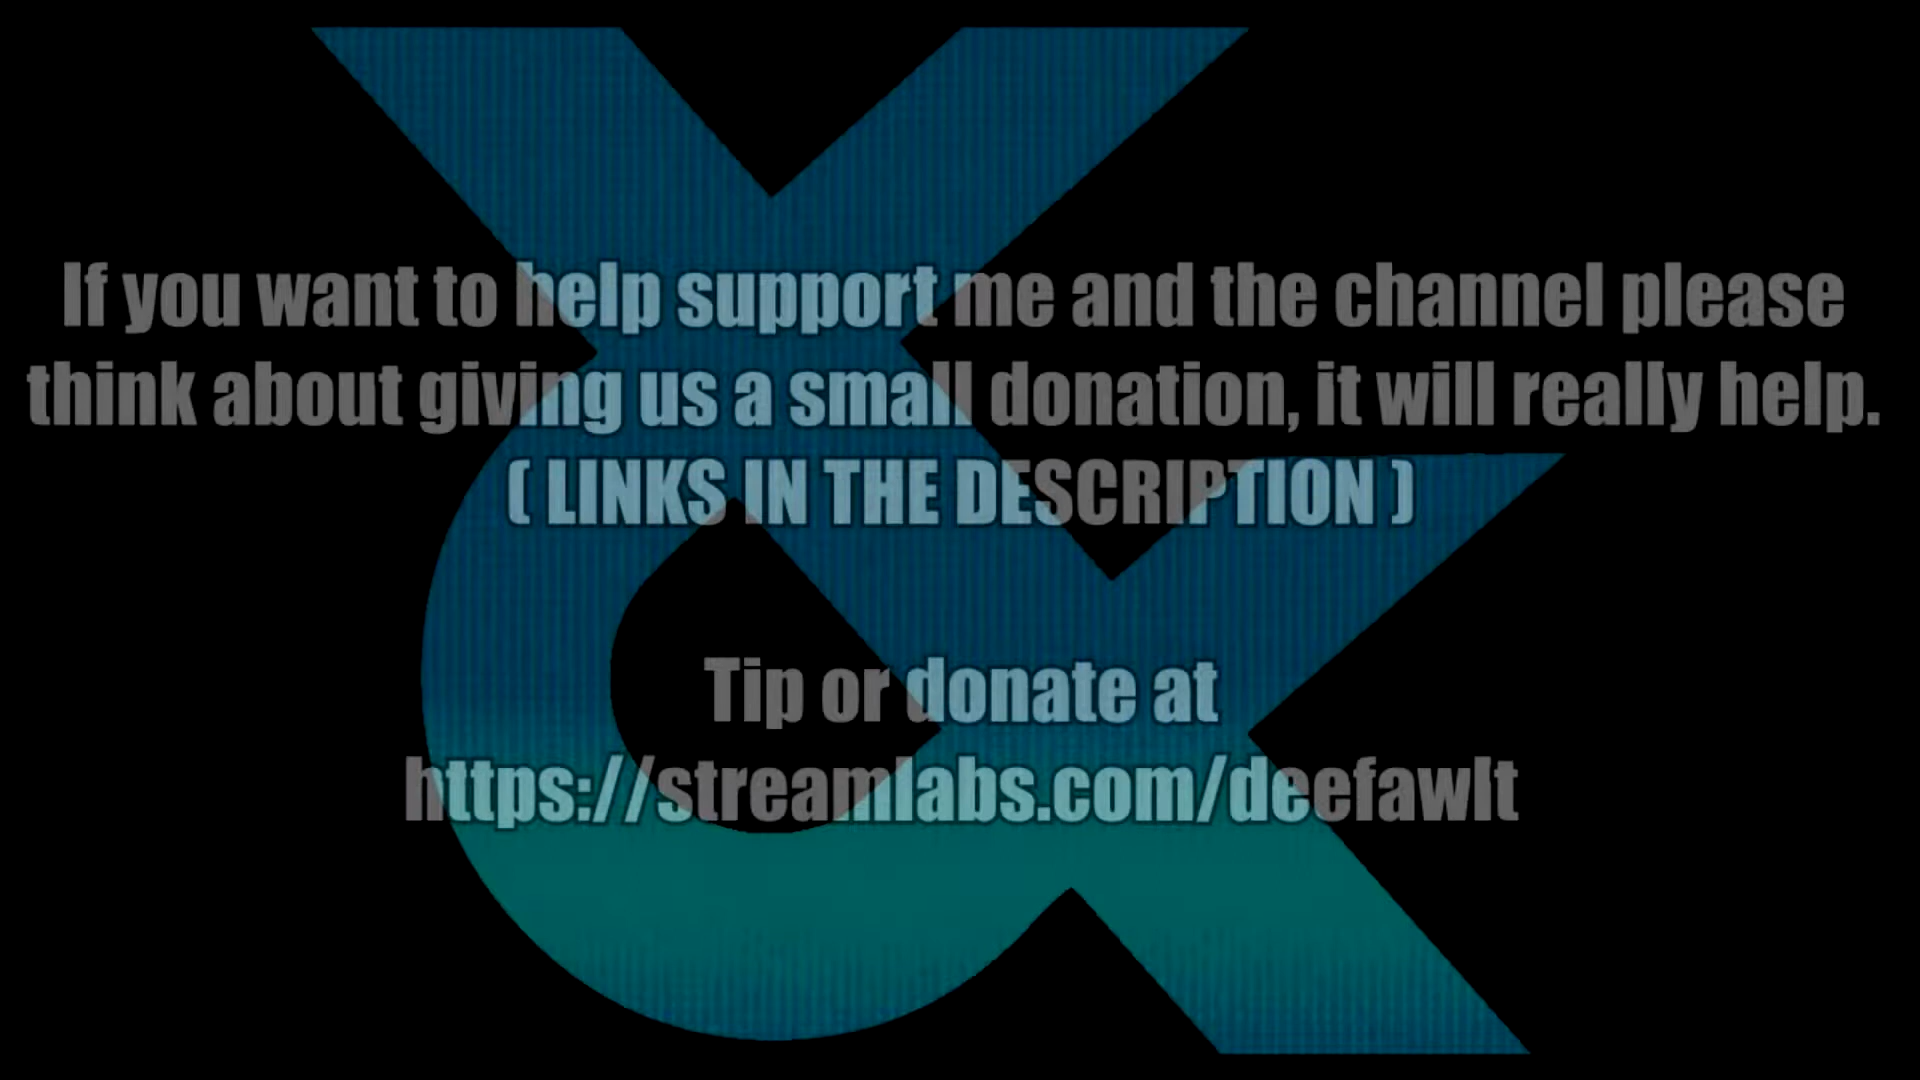 If you want to help support me and the channel please
think about giving us a small donation, it will really help.
( LINKS IN THE DESCRIPTION )
Tip or donate at
https://streamlabs.com/deefawlt